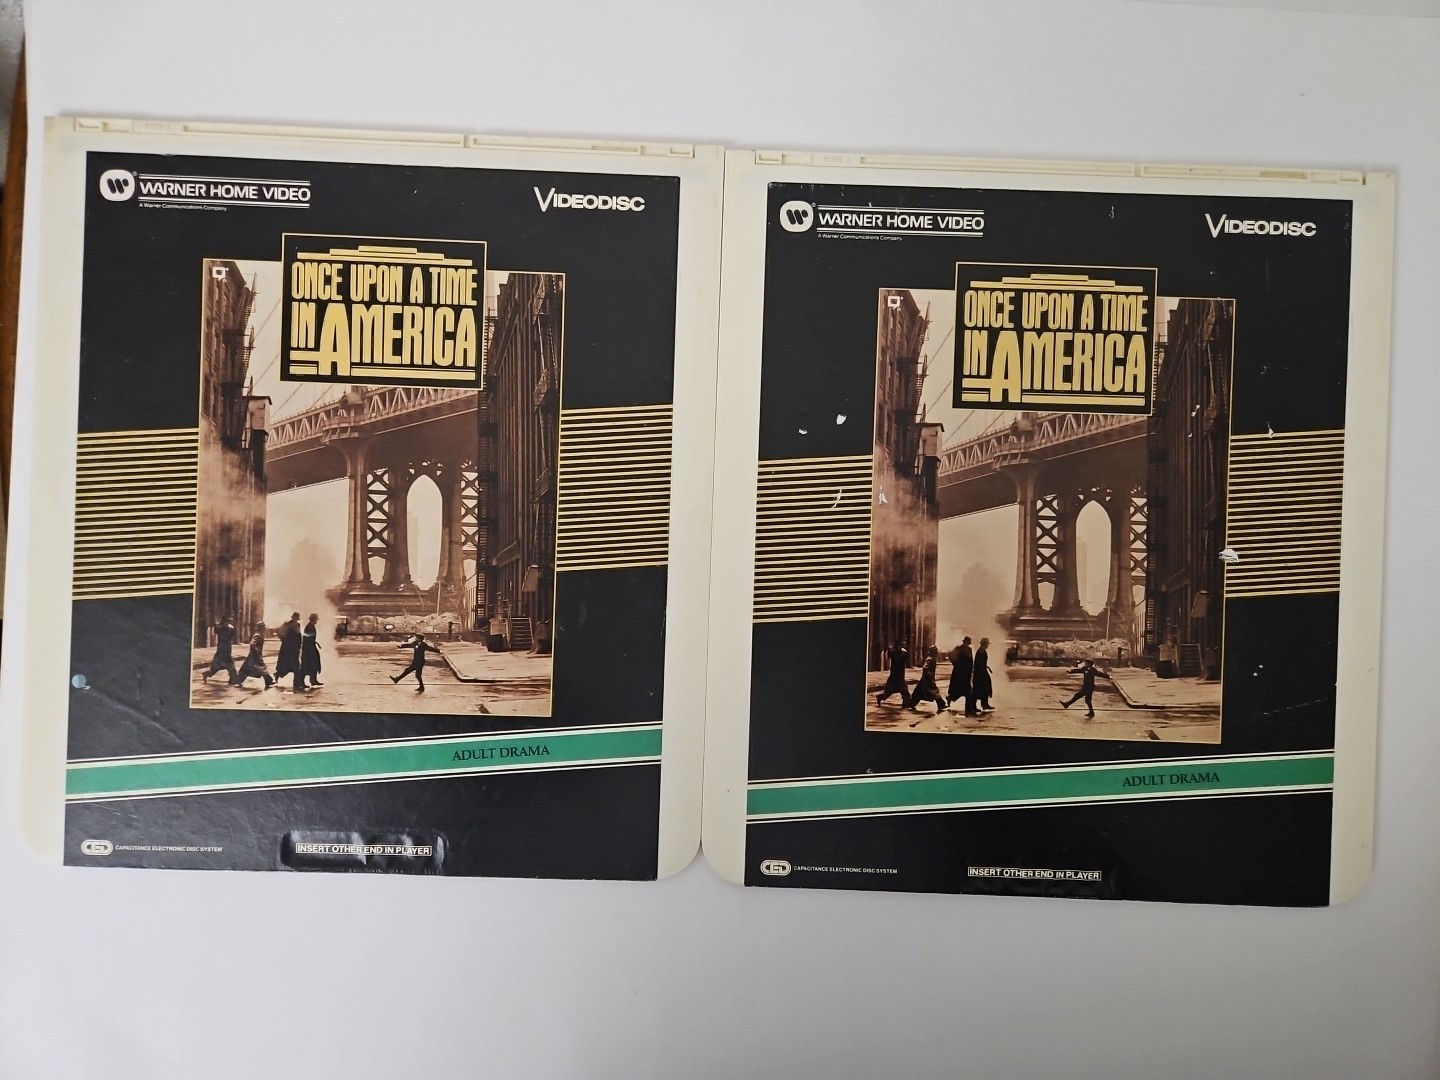 WARNER HOME VIDEO
A Warner Communications Company
VIDEODISC
ONCE UPON A TIME
IN AMERICA
ADULT DRAMA
CED CAPACITANCE ELECTRONIC DISC SYSTEM
INSERT OTHER END IN PLAYER
WARNER HOME VIDEO
A Warner Communications Company
VIDEODISC
ONCE UPON A TIME
IN AMERICA
ADULT DRAMA
CED CAPACITANCE ELECTRONIC DISC SYSTEM
INSERT OTHER END IN PLAYER